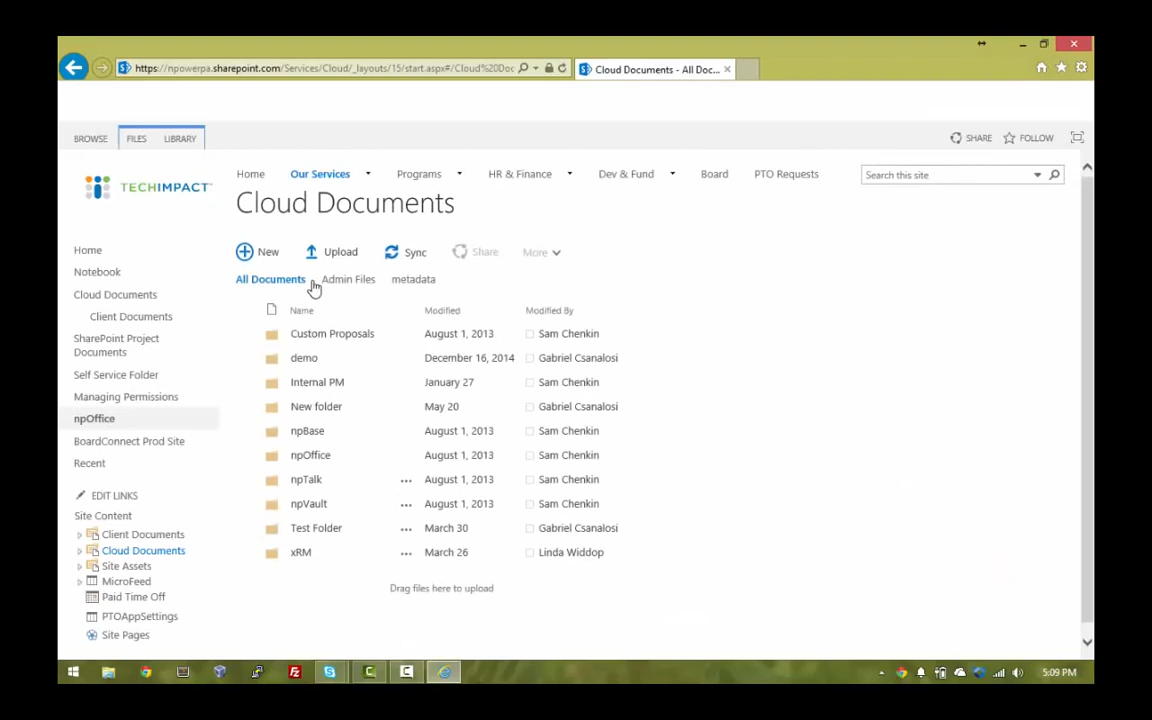 https://npowerpa.sharepoint.com/Services/Cloud/_layouts/15/start.aspx#/Cloud%20Doc
Cloud Documents - All Doc...
BROWSE FILES LIBRARY SHARE FOLLOW
TECHIMPACT
Home Our Services Programs HR & Finance Dev & Fund Board PTO Requests
Search this site
Cloud Documents
New Upload Sync Share More
All Documents Admin Files metadata
Home
Notebook
Cloud Documents
Client Documents
SharePoint Project
Documents
Self Service Folder
Managing Permissions
npOffice
BoardConnect Prod Site
Recent
EDIT LINKS
Site Content
Client Documents
Cloud Documents
Site Assets
MicroFeed
Paid Time Off
PTOAppSettings
Site Pages
Name Modified Modified By
Custom Proposals August 1, 2013 Sam Chenkin
demo December 16, 2014 Gabriel Csanalosi
Internal PM January 27 Sam Chenkin
New folder May 20 Gabriel Csanalosi
npBase August 1, 2013 Sam Chenkin
npOffice August 1, 2013 Sam Chenkin
npTalk ... August 1, 2013 Sam Chenkin
npVault ... August 1, 2013 Sam Chenkin
Test Folder ... March 30 Gabriel Csanalosi
xRM ... March 26 Linda Widdop
Drag files here to upload
5:09 PM